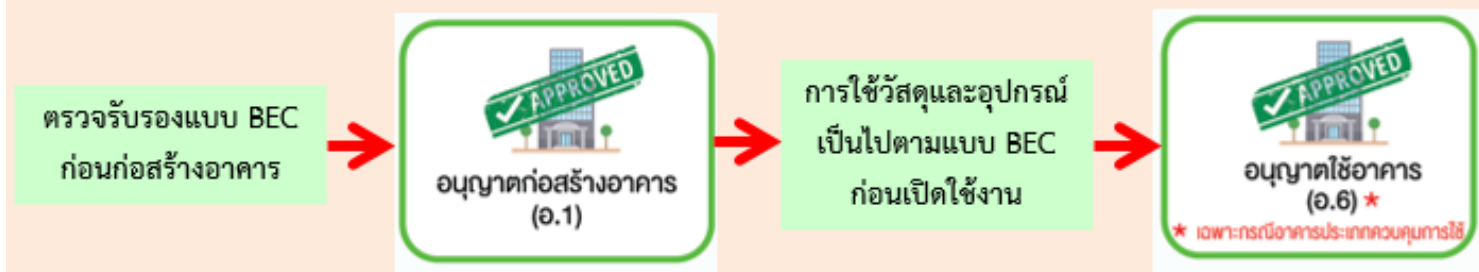 ตรวจรับรองแบบ BEC
ก่อนก่อสร้างอาคาร
APPROVED
อนุญาตก่อสร้างอาคาร
(อ.1)
การใช้วัสดุและอุปกรณ์
เป็นไปตามแบบ BEC
ก่อนเปิดใช้งาน
APPROVED
อนุญาตใช้อาคาร
(อ.6) *
* เฉพาะกรณีอาคารประเภทควบคุมการใช้